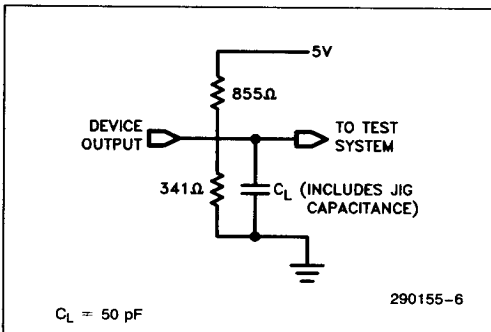 5V
855Ω
DEVICE
OUTPUT
TO TEST
SYSTEM
341Ω
C_L (INCLUDES JIG
CAPACITANCE)
C_L = 50 pF
290155-6